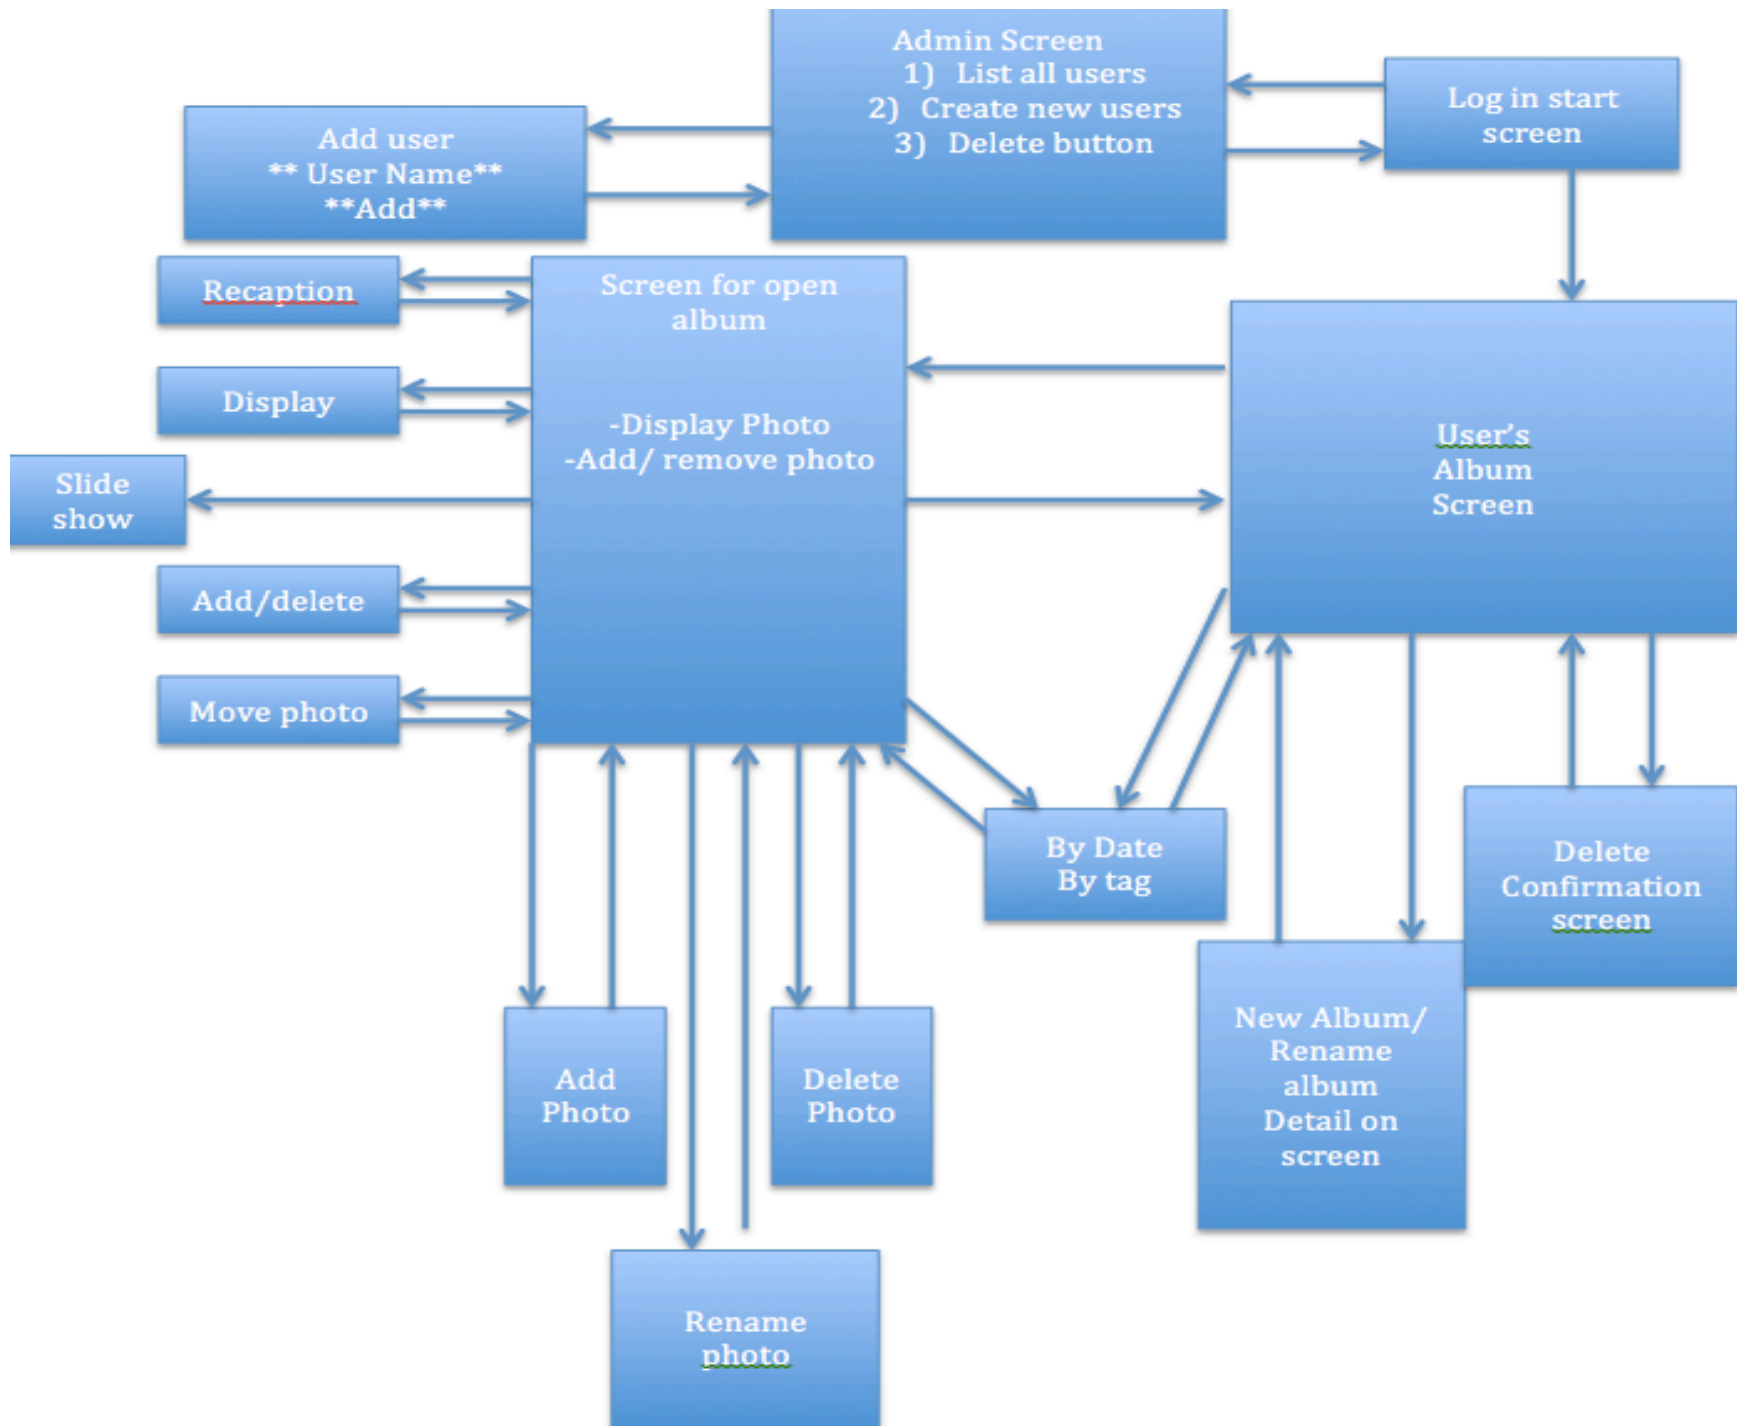 Admin Screen
1) List all users
2) Create new users
3) Delete button
Log in start
screen
Add user
** User Name**
**Add**
Recaption
Screen for open
album
-Display Photo
-Add/ remove photo
Display
User's
Album
Screen
Slide
show
Add/delete
Move photo
By Date
By tag
Delete
Confirmation
screen
New Album/
Rename
album
Detail on
screen
Add
Photo
Delete
Photo
Rename
photo